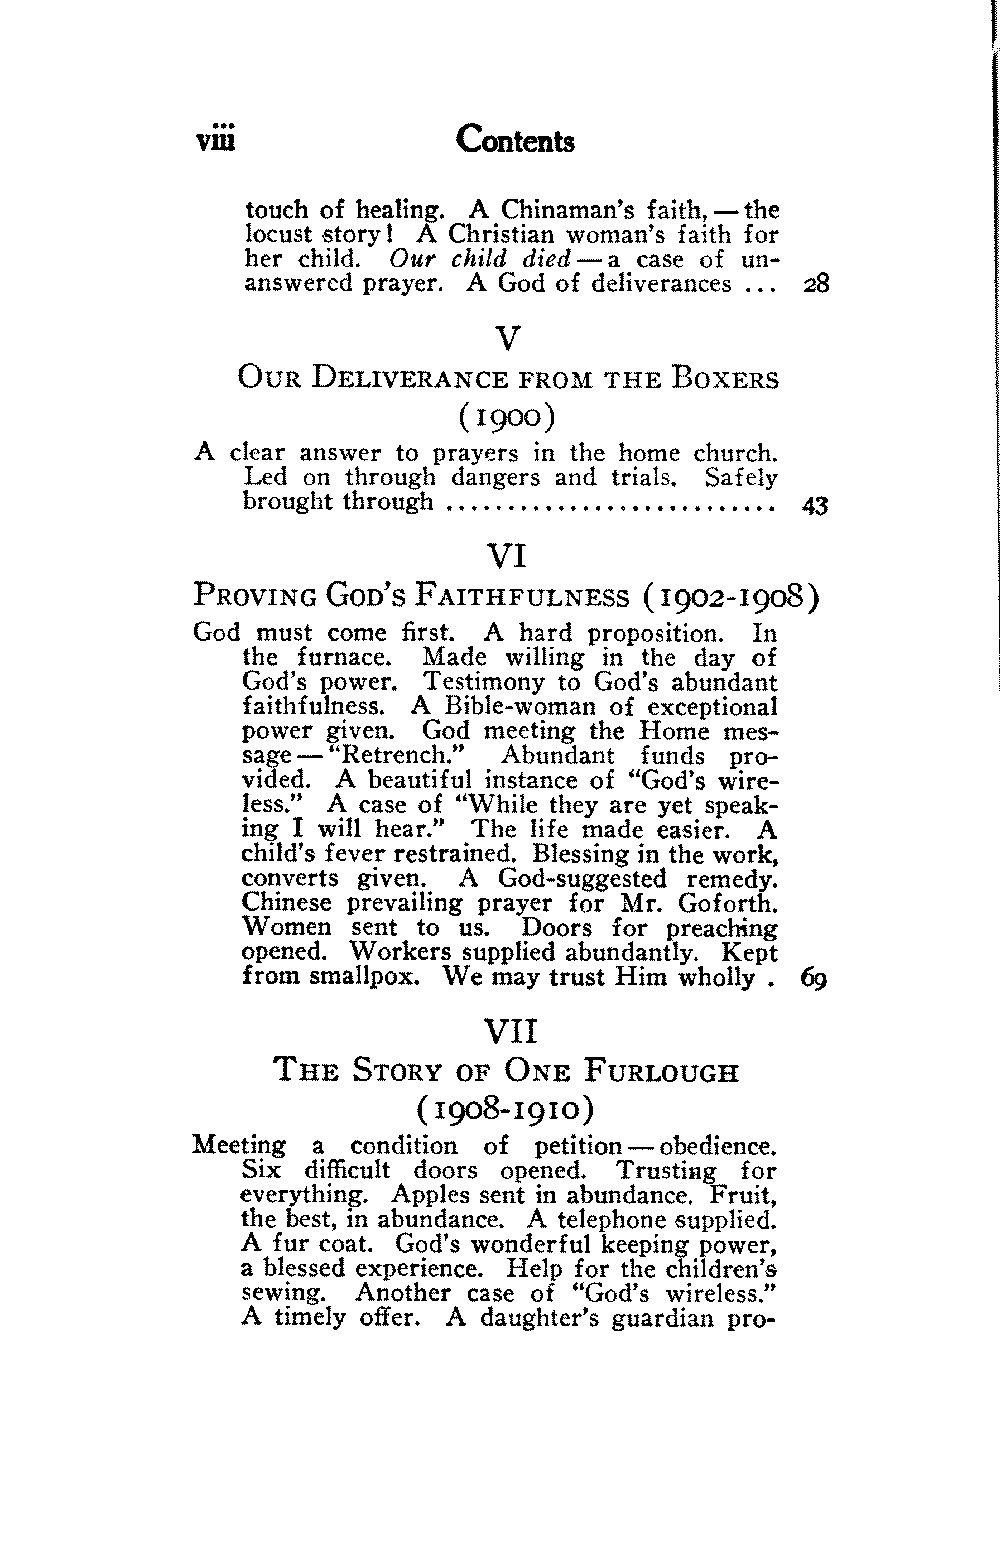 viii Contents
touch of healing. A Chinaman's faith, — the
locust story! A Christian woman's faith for
her child. Our child died — a case of un-
answered prayer. A God of deliverances ... 28
V
OUR DELIVERANCE FROM THE BOXERS
(1900)
A clear answer to prayers in the home church.
Led on through dangers and trials. Safely
brought through ........................... 43
VI
PROVING GOD'S FAITHFULNESS (1902-1908)
God must come first. A hard proposition. In
the furnace. Made willing in the day of
God's power. Testimony to God's abundant
faithfulness. A Bible-woman of exceptional
power given. God meeting the Home mes-
sage — “Retrench.” Abundant funds pro-
vided. A beautiful instance of “God's wire-
less.” A case of “While they are yet speak-
ing I will hear.” The life made easier. A
child's fever restrained. Blessing in the work,
converts given. A God-suggested remedy.
Chinese prevailing prayer for Mr. Goforth.
Women sent to us. Doors for preaching
opened. Workers supplied abundantly. Kept
from smallpox. We may trust Him wholly . 69
VII
THE STORY OF ONE FURLOUGH
(1908-1910)
Meeting a condition of petition — obedience.
Six difficult doors opened. Trusting for
everything. Apples sent in abundance. Fruit,
the best, in abundance. A telephone supplied.
A fur coat. God's wonderful keeping power,
a blessed experience. Help for the children's
sewing. Another case of “God's wireless.”
A timely offer. A daughter's guardian pro-